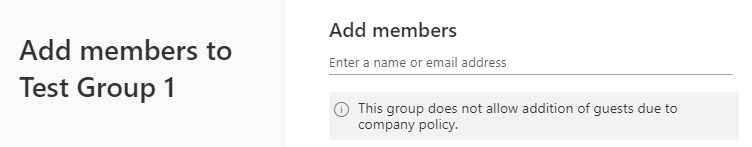 Add members to
Test Group 1
Add members
Enter a name or email address
This group does not allow addition of guests due to
company policy.